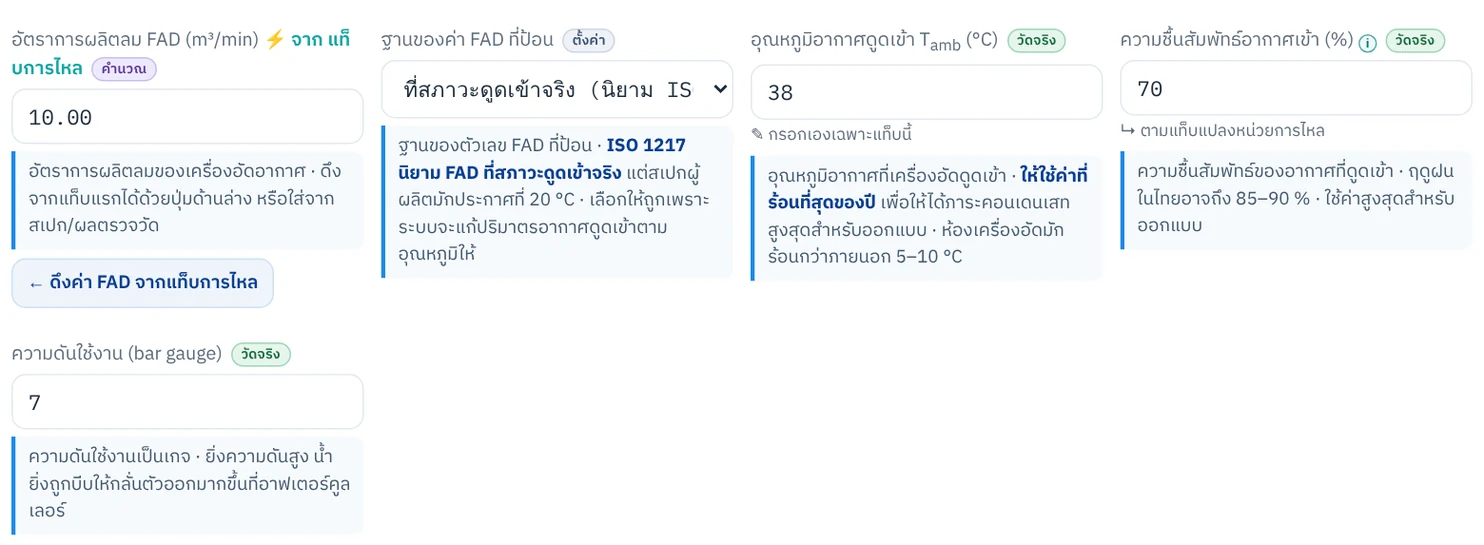 อัตราการผลิตลม FAD (m³/min) ⚡ จาก แท็
บการไหล คำนวณ
10.00
อัตราการผลิตลมของเครื่องอัดอากาศ · ดึง
จากแท็บแรกได้ด้วยปุ่มด้านล่าง หรือใส่จาก
สเปก/ผลตรวจวัด
← ดึงค่า FAD จากแท็บการไหล
ฐานของค่า FAD ที่ป้อน ตั้งค่า
ที่สภาวะดูดเข้าจริง (นิยาม IS
ฐานของตัวเลข FAD ที่ป้อน · ISO 1217
นิยาม FAD ที่สภาวะดูดเข้าจริง แต่สเปกผู้
ผลิตมักประกาศที่ 20 °C · เลือกให้ถูกเพราะ
ระบบจะแก้ปริมาตรอากาศดูดเข้าตาม
อุณหภูมิให้
อุณหภูมิอากาศดูดเข้า Tamb (°C) วัดจริง
38
✎ กรอกเองเฉพาะแท็บนี้
อุณหภูมิอากาศที่เครื่องอัดดูดเข้า · ให้ใช้ค่าที่
ร้อนที่สุดของปี เพื่อให้ได้ภาระคอนเดนเสท
สูงสุดสำหรับออกแบบ · ห้องเครื่องอัดมัก
ร้อนกว่าภายนอก 5–10 °C
ความชื้นสัมพัทธ์อากาศเข้า (%) ⓘ วัดจริง
70
↳ ตามแท็บแปลงหน่วยการไหล
ความชื้นสัมพัทธ์ของอากาศที่ดูดเข้า · ฤดูฝน
ในไทยอาจถึง 85–90 % · ใช้ค่าสูงสุดสำหรับ
ออกแบบ
ความดันใช้งาน (bar gauge) วัดจริง
7
ความดันใช้งานเป็นเกจ · ยิ่งความดันสูง น้ำ
ยิ่งถูกบีบให้กลั่นตัวออกมากขึ้นที่อาฟเตอร์คูล
เลอร์